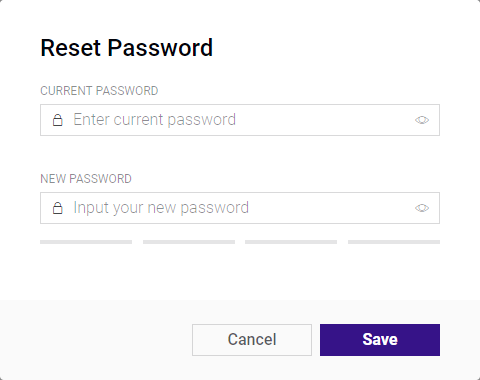 Reset Password
CURRENT PASSWORD
Enter current password
NEW PASSWORD
Input your new password
Cancel Save